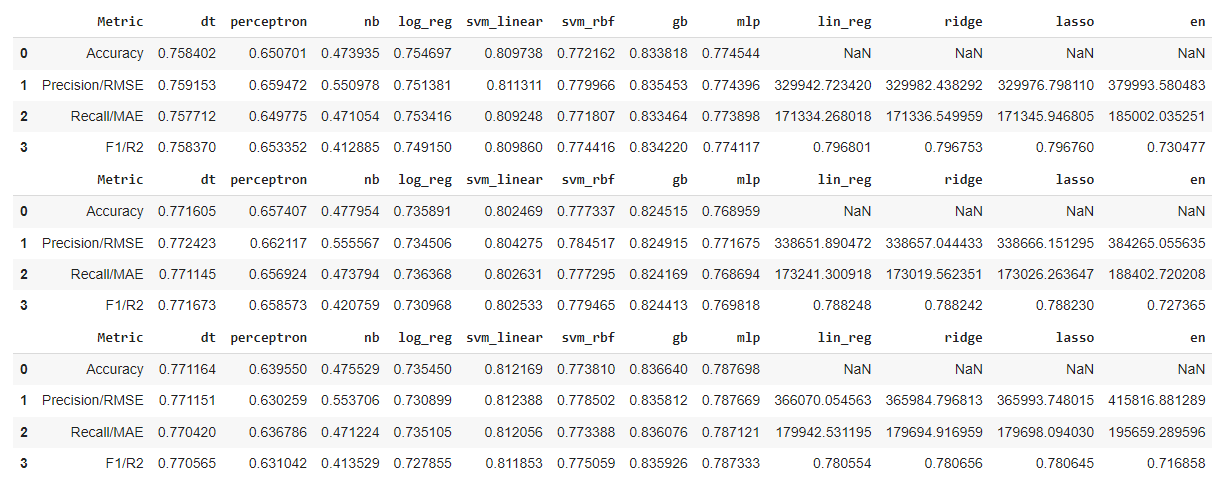 Metric dt perceptron nb log_reg svm_linear svm_rbf gb mlp lin_reg ridge lasso en
0 Accuracy 0.758402 0.650701 0.473935 0.754697 0.809738 0.772162 0.833818 0.774544 NaN NaN NaN NaN
1 Precision/RMSE 0.759153 0.659472 0.550978 0.751381 0.811311 0.779966 0.835453 0.774396 329942.723420 329982.438292 329976.798110 379993.580483
2 Recall/MAE 0.757712 0.649775 0.471054 0.753416 0.809248 0.771807 0.833464 0.773898 171334.268018 171336.549959 171345.946805 185002.035251
3 F1/R2 0.758370 0.653352 0.412885 0.749150 0.809860 0.774416 0.834220 0.774117 0.796801 0.796753 0.796760 0.730477
Metric dt perceptron nb log_reg svm_linear svm_rbf gb mlp lin_reg ridge lasso en
0 Accuracy 0.771605 0.657407 0.477954 0.735891 0.802469 0.777337 0.824515 0.768959 NaN NaN NaN NaN
1 Precision/RMSE 0.772423 0.662117 0.555567 0.734506 0.804275 0.784517 0.824915 0.771675 338651.890472 338657.044433 338666.151295 384265.055635
2 Recall/MAE 0.771145 0.656924 0.473794 0.736368 0.802631 0.777295 0.824169 0.768694 173241.300918 173019.562351 173026.263647 188402.720208
3 F1/R2 0.771673 0.658573 0.420759 0.730968 0.802533 0.779465 0.824413 0.769818 0.788248 0.788242 0.788230 0.727365
Metric dt perceptron nb log_reg svm_linear svm_rbf gb mlp lin_reg ridge lasso en
0 Accuracy 0.771164 0.639550 0.475529 0.735450 0.812169 0.773810 0.836640 0.787698 NaN NaN NaN NaN
1 Precision/RMSE 0.771151 0.630259 0.553706 0.730899 0.812388 0.778502 0.835812 0.787669 366070.054563 365984.796813 365993.748015 415816.881289
2 Recall/MAE 0.770420 0.636786 0.471224 0.735105 0.812056 0.773388 0.836076 0.787121 179942.531195 179694.916959 179698.094030 195659.289596
3 F1/R2 0.770565 0.631042 0.413529 0.727855 0.811853 0.775059 0.835926 0.787333 0.780554 0.780656 0.780645 0.716858